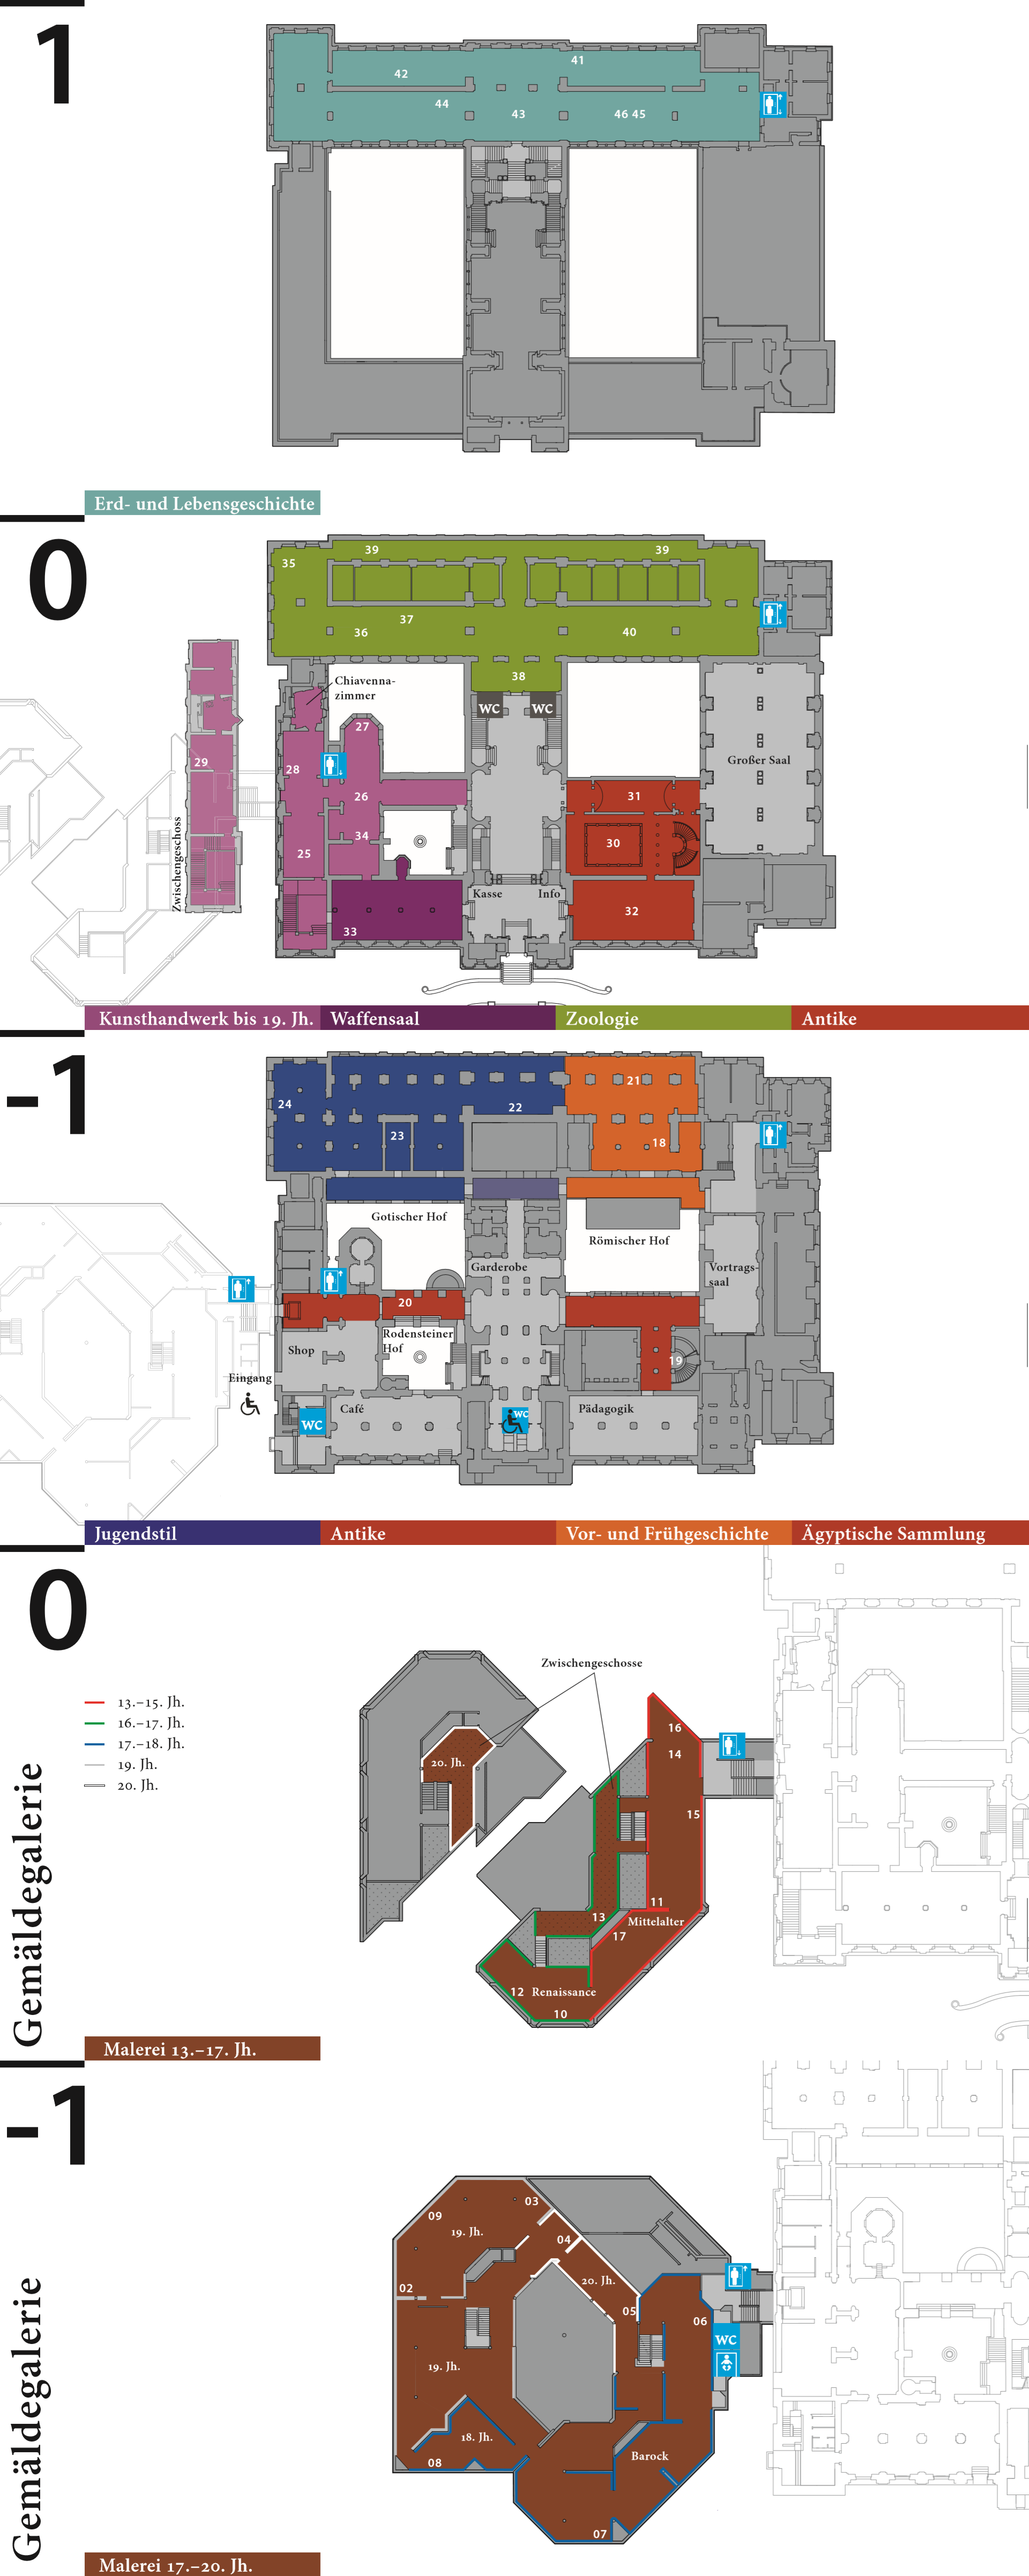 1
41
42
44
43
46 45
Erd- und Lebensgeschichte
0
39
39
35
37
36
40
38
Chiavenna-
zimmer
WC
WC
27
29
28
Großer Saal
26
31
34
30
25
Zwischengeschoss
Kasse
Info
32
33
Kunsthandwerk bis 19. Jh.
Waffensaal
Zoologie
Antike
-1
21
24
22
23
18
Gotischer Hof
Römischer Hof
Garderobe
Vortrags-
saal
20
Rodensteiner
Hof
Shop
19
Eingang
Café
Pädagogik
WC
WC
Jugendstil
Antike
Vor- und Frühgeschichte
Ägyptische Sammlung
0
Zwischengeschosse
13.–15. Jh.
16.–17. Jh.
17.–18. Jh.
19. Jh.
20. Jh.
16
14
20. Jh.
15
11
13
Mittelalter
17
12
Renaissance
10
Gemäldegalerie
Malerei 13.–17. Jh.
-1
03
09
19. Jh.
04
20. Jh.
02
05
06
WC
19. Jh.
18. Jh.
Barock
08
07
Gemäldegalerie
Malerei 17.–20. Jh.